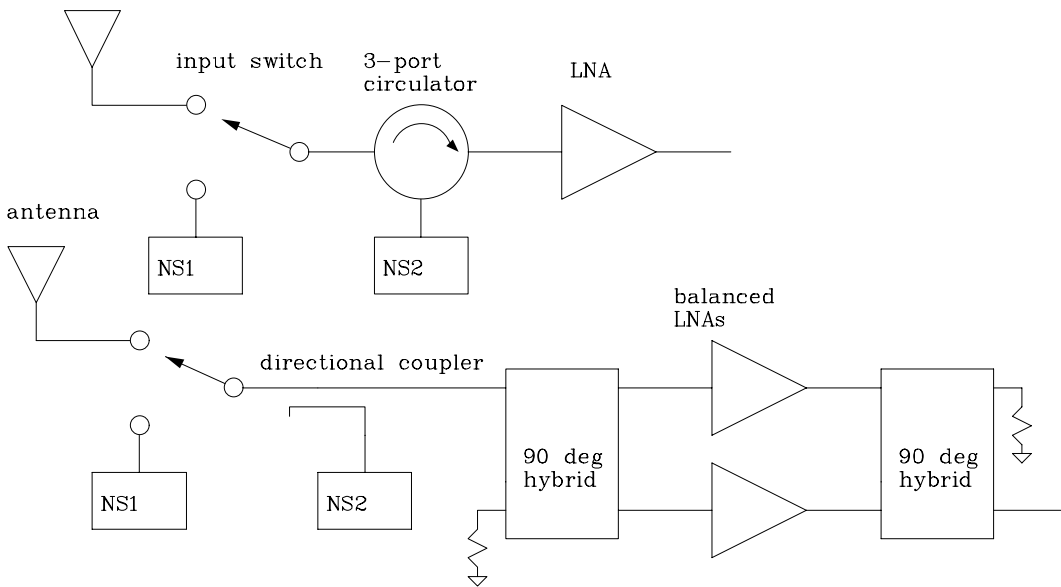 input switch
3-port
circulator
LNA
NS1
NS2
antenna
balanced
LNAs
directional coupler
90 deg
hybrid
90 deg
hybrid
NS1
NS2